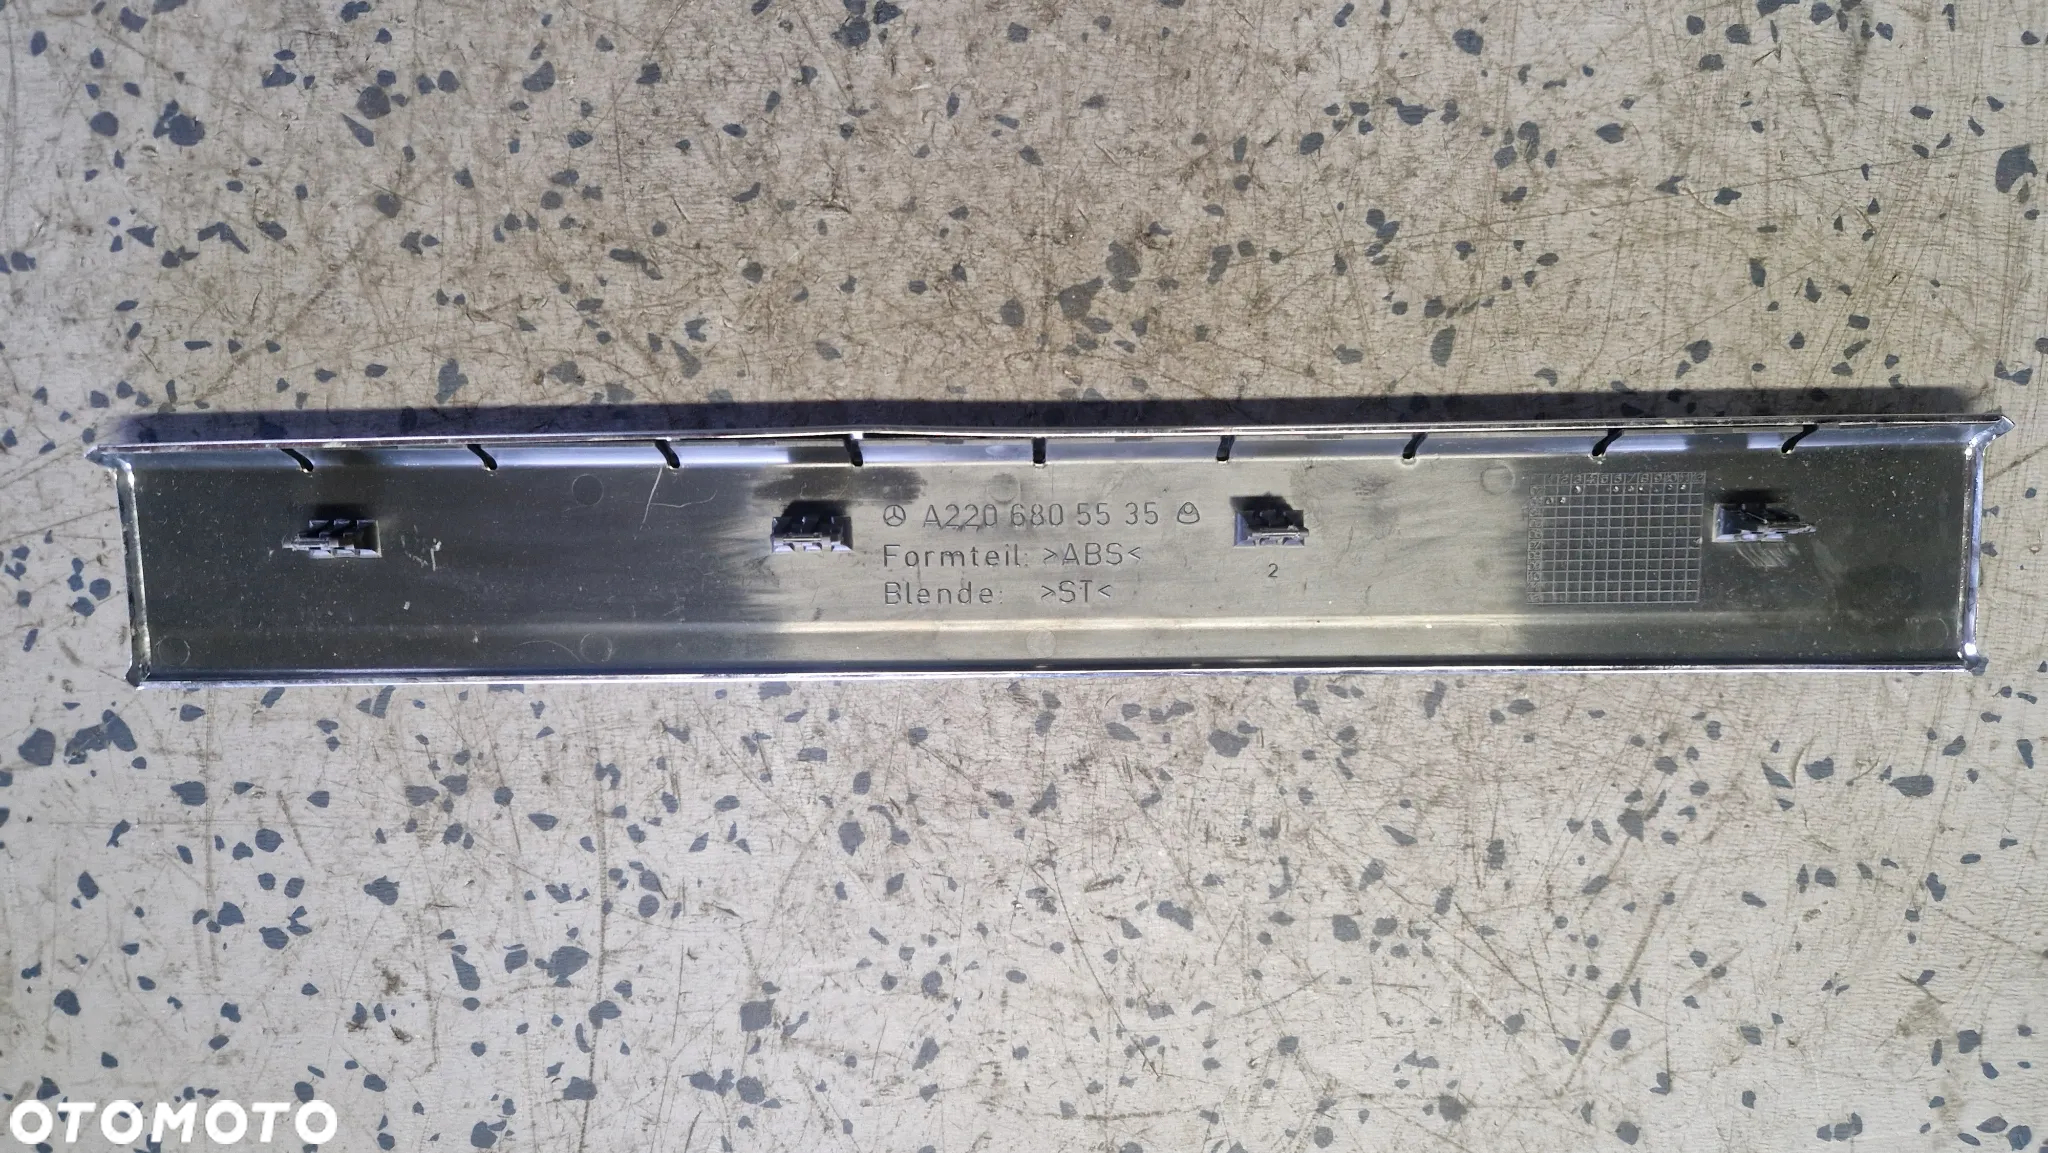 A220 680 55 35
Formteil: >ABS<
Blende: >ST<
2
OTOMOTO